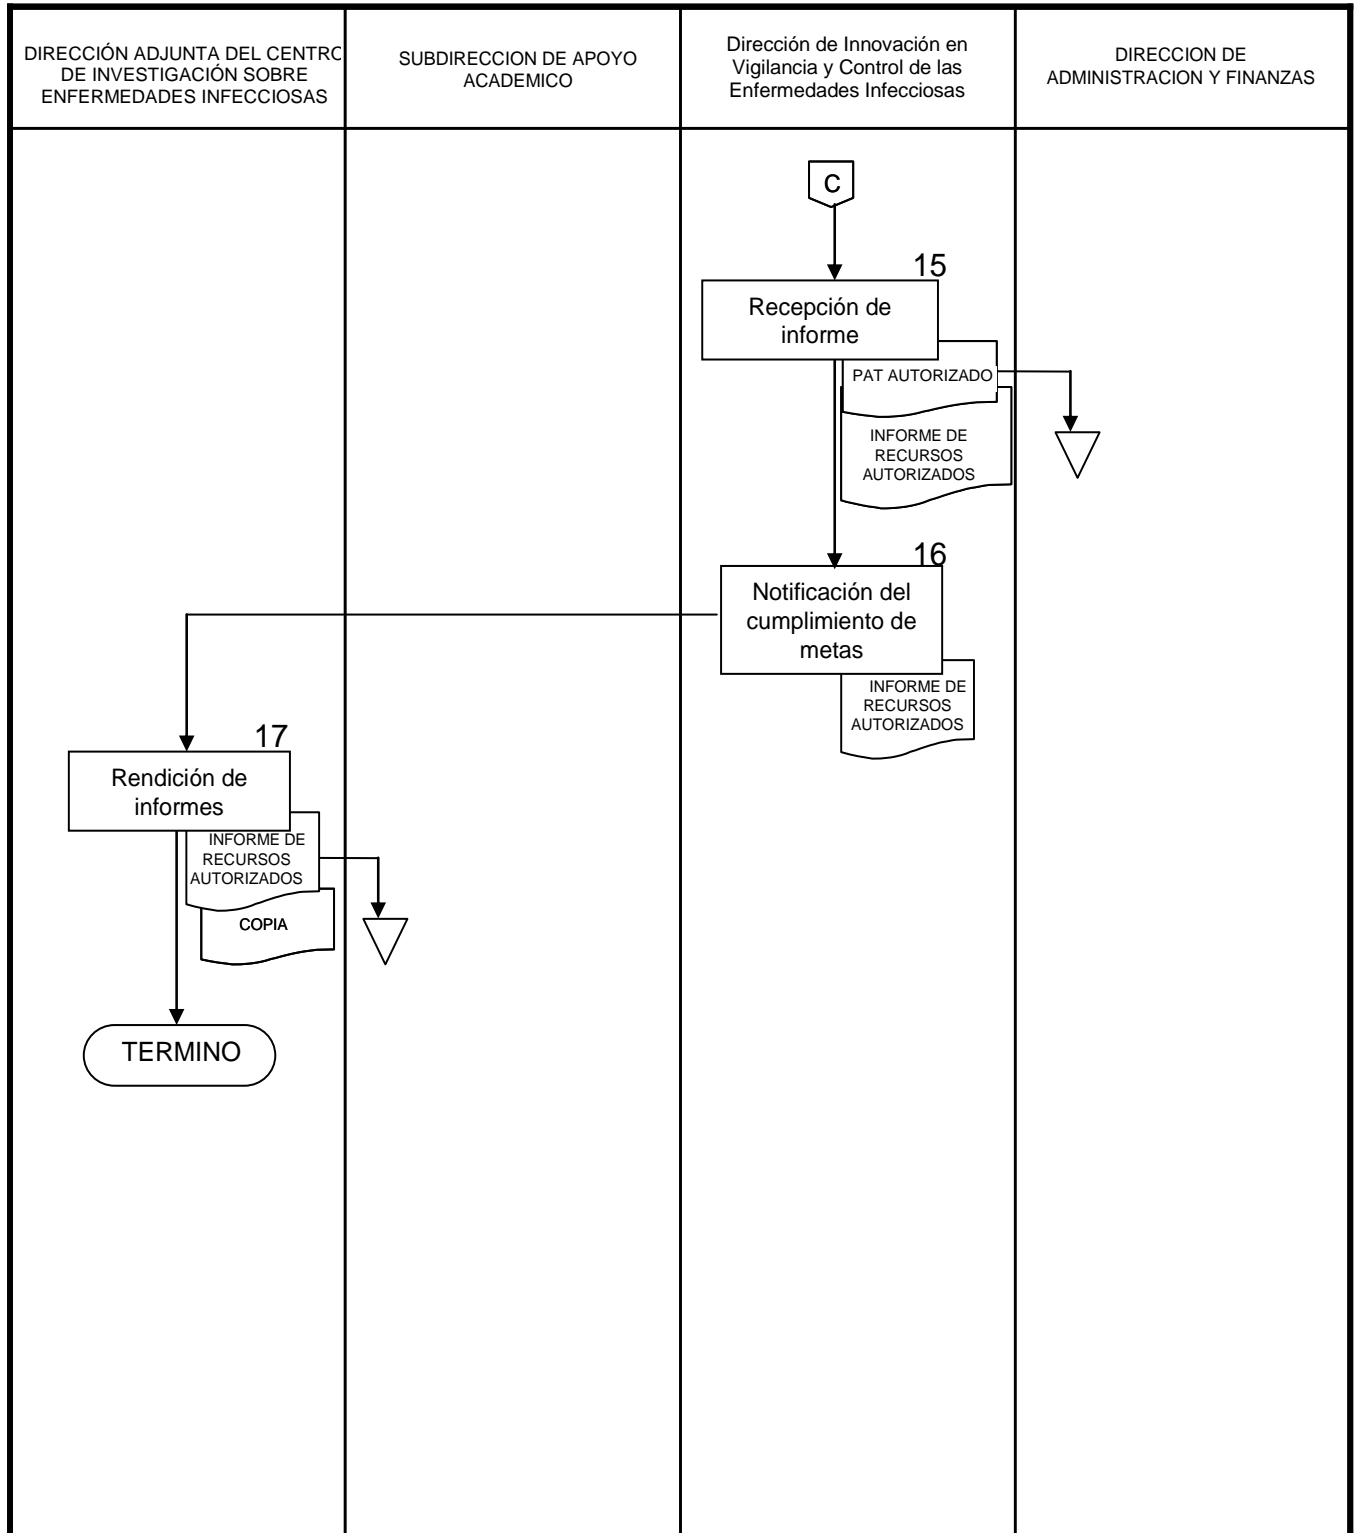 DIRECCIÓN ADJUNTA DEL CENTRO
DE INVESTIGACIÓN SOBRE
ENFERMEDADES INFECCIOSAS
SUBDIRECCION DE APOYO
ACADEMICO
Dirección de Innovación en
Vigilancia y Control de las
Enfermedades Infecciosas
DIRECCION DE
ADMINISTRACION Y FINANZAS
C
15
Recepción de
informe
PAT AUTORIZADO
INFORME DE
RECURSOS
AUTORIZADOS
16
Notificación del
cumplimiento de
metas
INFORME DE
RECURSOS
AUTORIZADOS
17
Rendición de
informes
INFORME DE
RECURSOS
AUTORIZADOS
COPIA
TERMINO